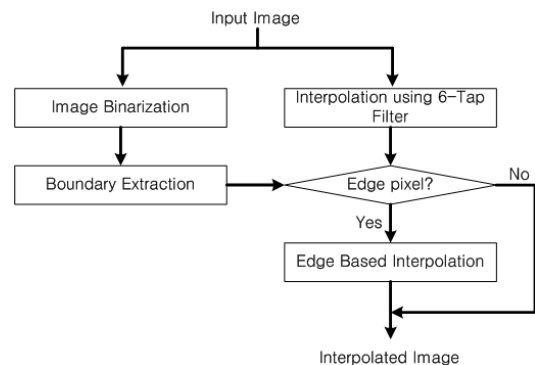 Input Image
Image Binarization
Interpolation using 6-Tap
Filter
Boundary Extraction
Edge pixel?
No
Yes
Edge Based Interpolation
Interpolated Image